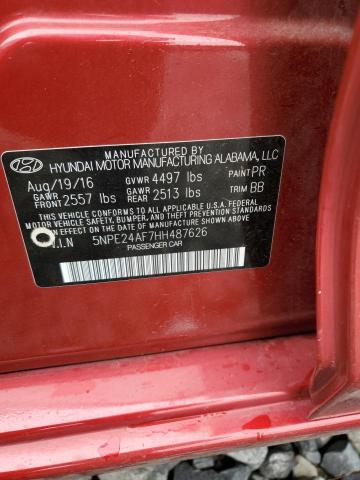 MANUFACTURED BY
HYUNDAI MOTOR MANUFACTURING ALABAMA, LLC
Aug/19/16 GVWR 4497 lbs PAINT PR
GAWR FRONT 2557 lbs GAWR REAR 2513 lbs TRIM BB
THIS VEHICLE CONFORMS TO ALL APPLICABLE U.S.A FEDERAL
MOTOR VEHICLE SAFETY, BUMPER, AND THEFT PREVENTION
STANDARDS IN EFFECT ON THE DATE OF MANUFACTURE SHOWN ABOVE.
.I.N 5NPE24AF7HH487626
PASSENGER CAR